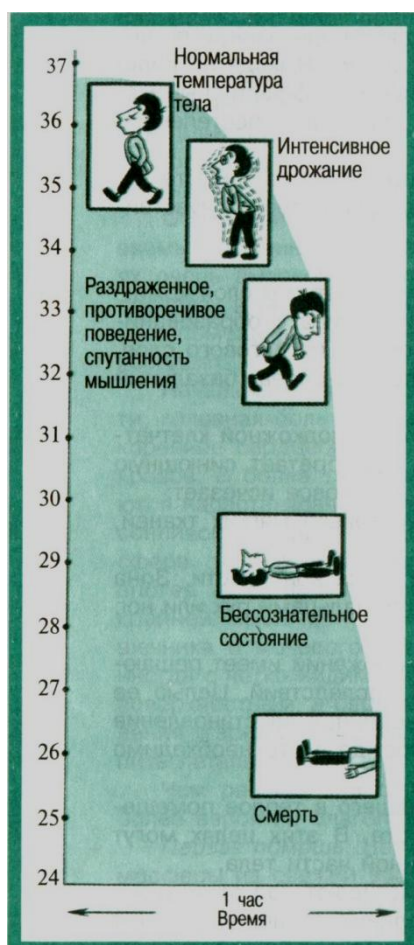 37
Нормальная
температура
тела
36
Интенсивное
дрожание
35
34
Раздраженное,
противоречивое
поведение,
спутанность
мышления
33
32
31
30
29
Бессознательное
состояние
28
27
26
Смерть
25
24
1 час
Время